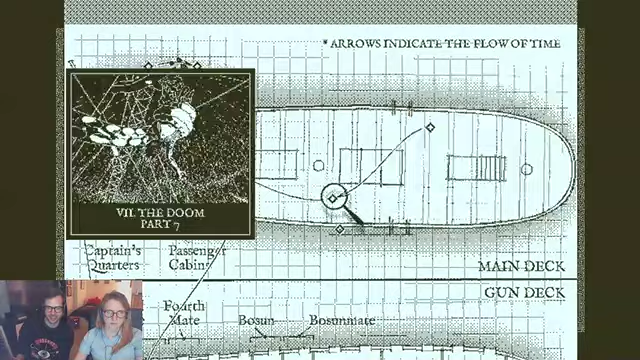 * ARROWS INDICATE THE FLOW OF TIME
VII. THE DOOM
PART 7
Captain's
Quarters
Passenger
Cabins
MAIN DECK
GUN DECK
Fourth
Mate
Bosun
Bosunmate